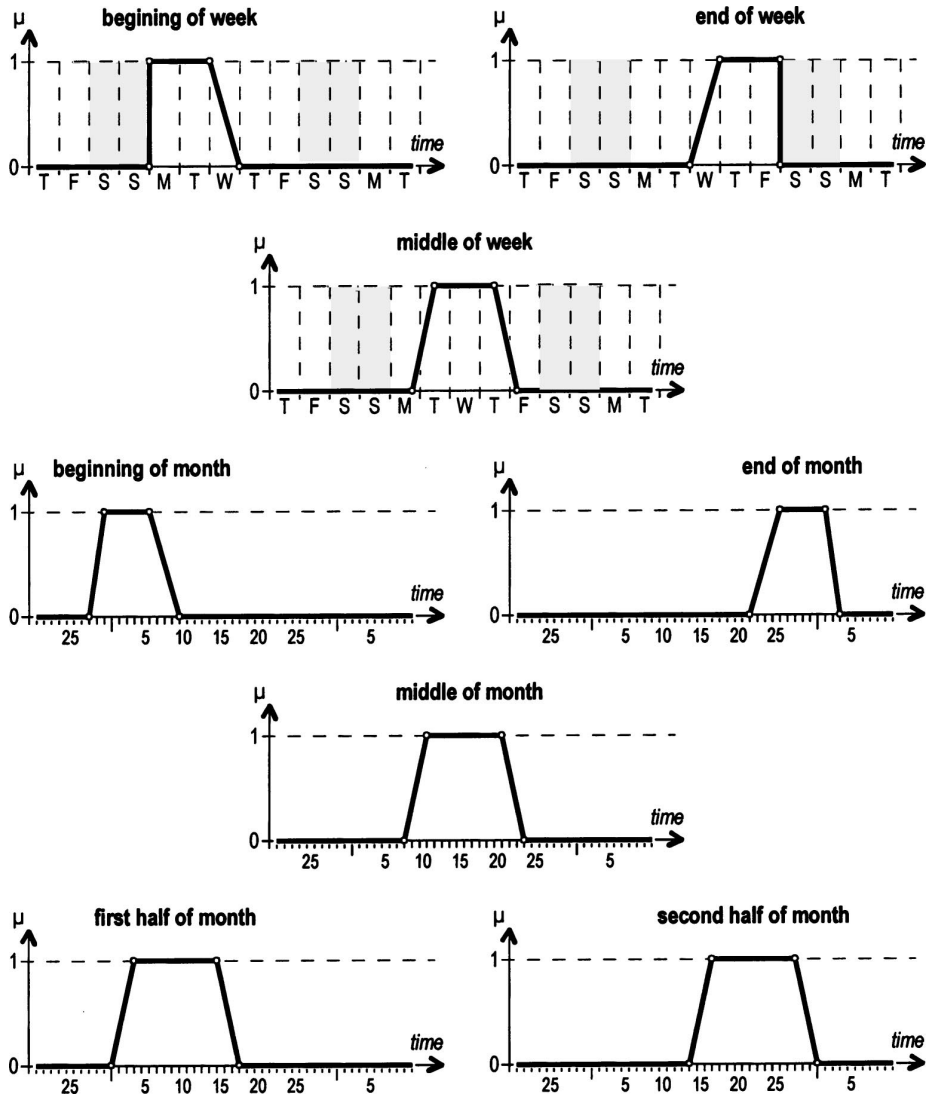 begining of week
μ
1
0
time
T F S S M T W T F S S M T
end of week
μ
1
0
time
T F S S M T W T F S S M T
middle of week
μ
1
0
time
T F S S M T W T F S S M T
beginning of month
μ
1
0
time
25 5 10 15 20 25 5
end of month
μ
1
0
time
25 5 10 15 20 25 5
middle of month
μ
1
0
time
25 5 10 15 20 25 5
first half of month
μ
1
0
time
25 5 10 15 20 25 5
second half of month
μ
1
0
time
25 5 10 15 20 25 5